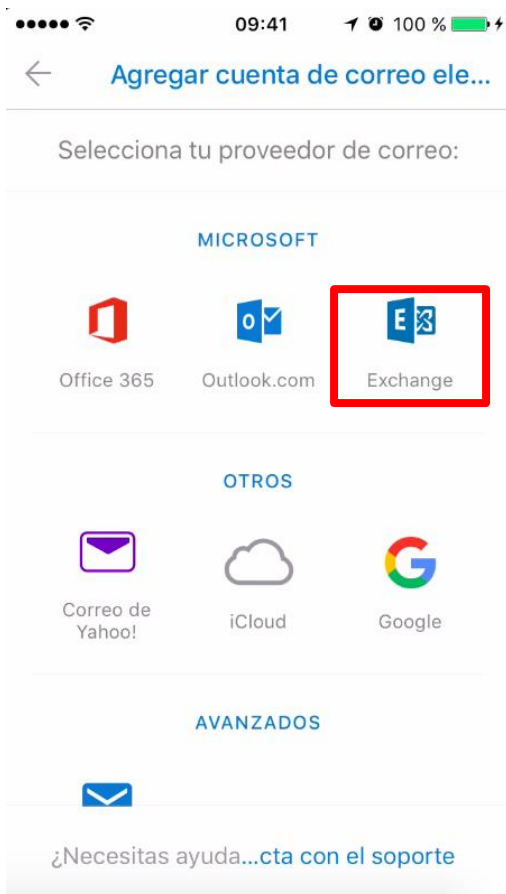 09:41 100 %
Agregar cuenta de correo ele...
Selecciona tu proveedor de correo:
MICROSOFT
Office 365 Outlook.com Exchange
OTROS
Correo de Yahoo! iCloud Google
AVANZADOS
¿Necesitas ayuda...cta con el soporte